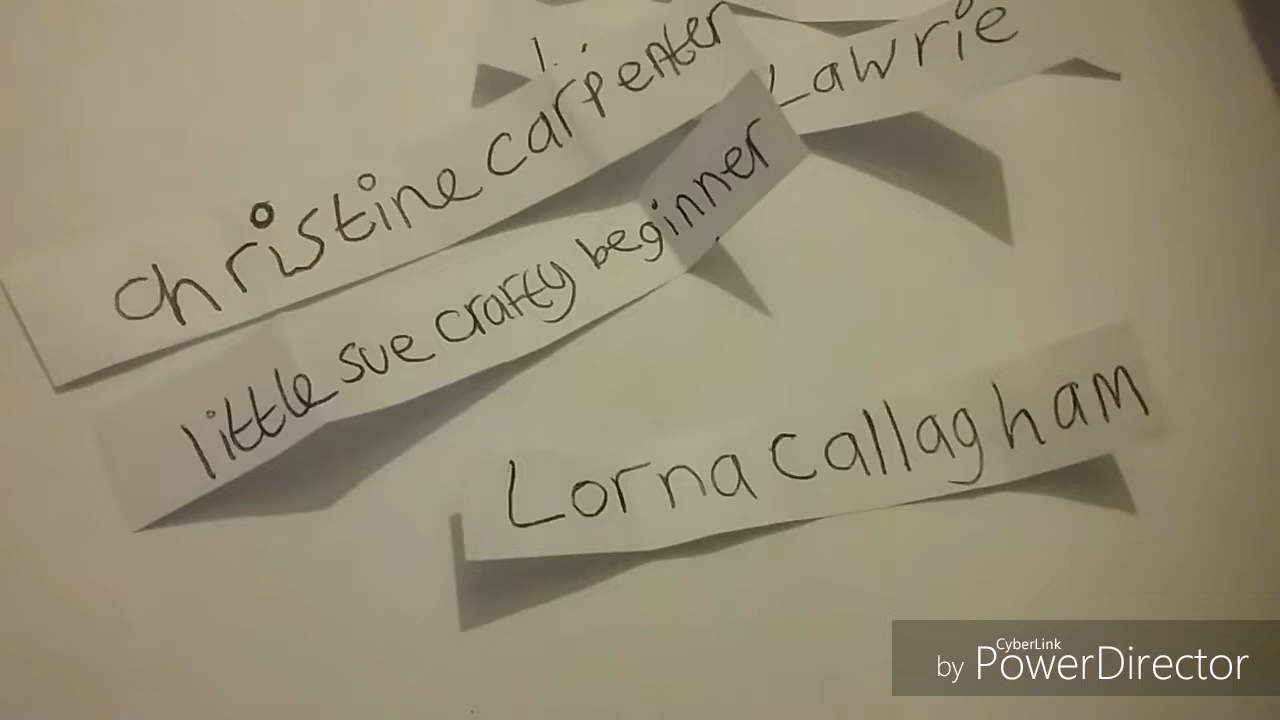 Lawrie
christine carpenter
little sue crafty beginner
Lorna Callagham
CyberLink
by PowerDirector